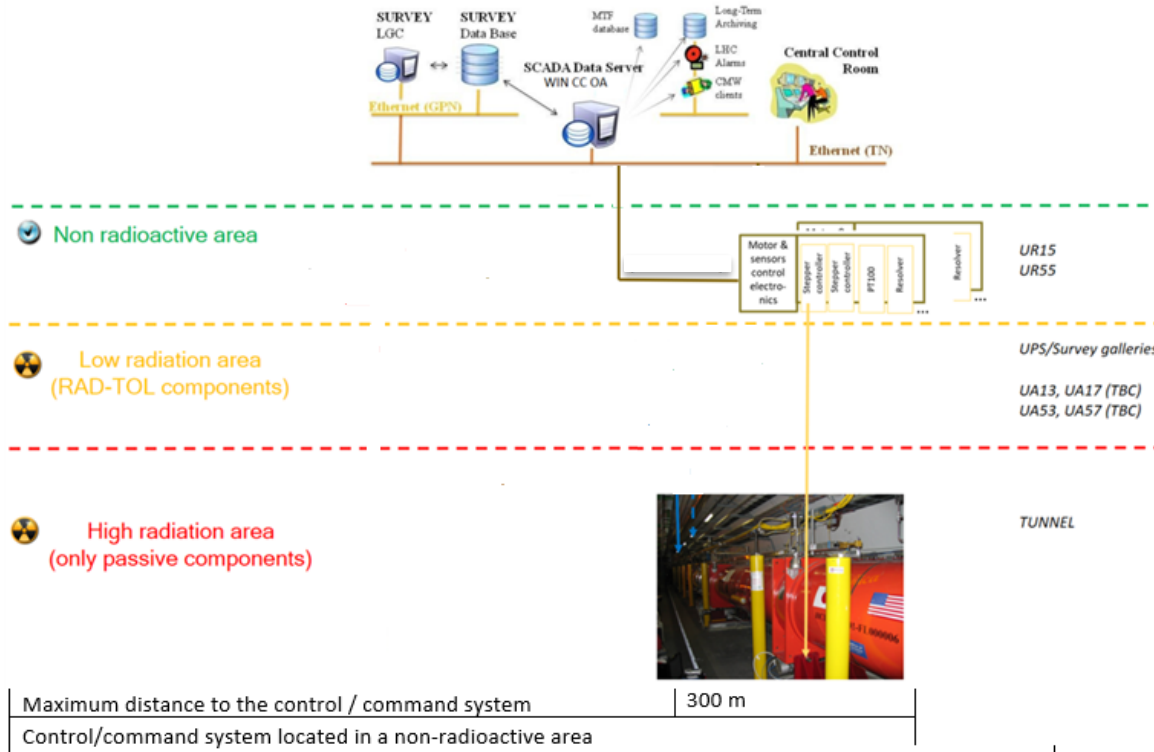 SURVEY
LGC
SURVEY
Data Base
MTF
database
Long-Term
Archiving
LHC
Alarms
CMW
clients
SCADA Data Server
WIN CC OA
Central Control
Room
Ethernet (GPN)
Ethernet (TN)
Non radioactive area
Motor &
sensors
control
electro-
nics
Stepper
controller
Stepper
controller
PT100
Resolver
...
Resolver
...
UR15
UR55
Low radiation area
(RAD-TOL components)
UPS/Survey galleries
UA13, UA17 (TBC)
UA53, UA57 (TBC)
High radiation area
(only passive components)
TUNNEL
Maximum distance to the control / command system
300 m
Control/command system located in a non-radioactive area